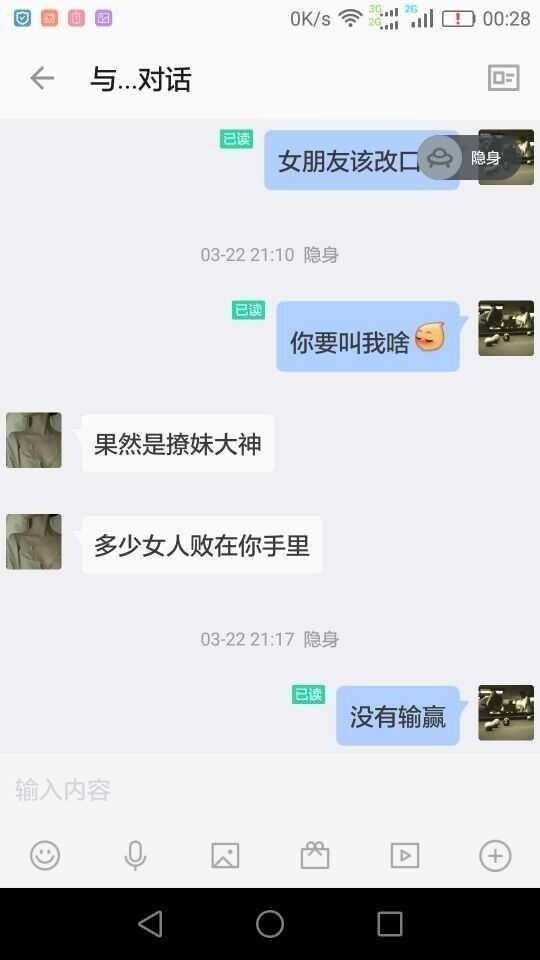 0K/s 3G 2G 2G 00:28
与...对话
已读
女朋友该改口
隐身
03-22 21:10 隐身
已读
你要叫我啥
果然是撩妹大神
多少女人败在你手里
03-22 21:17 隐身
已读
没有输赢
输入内容